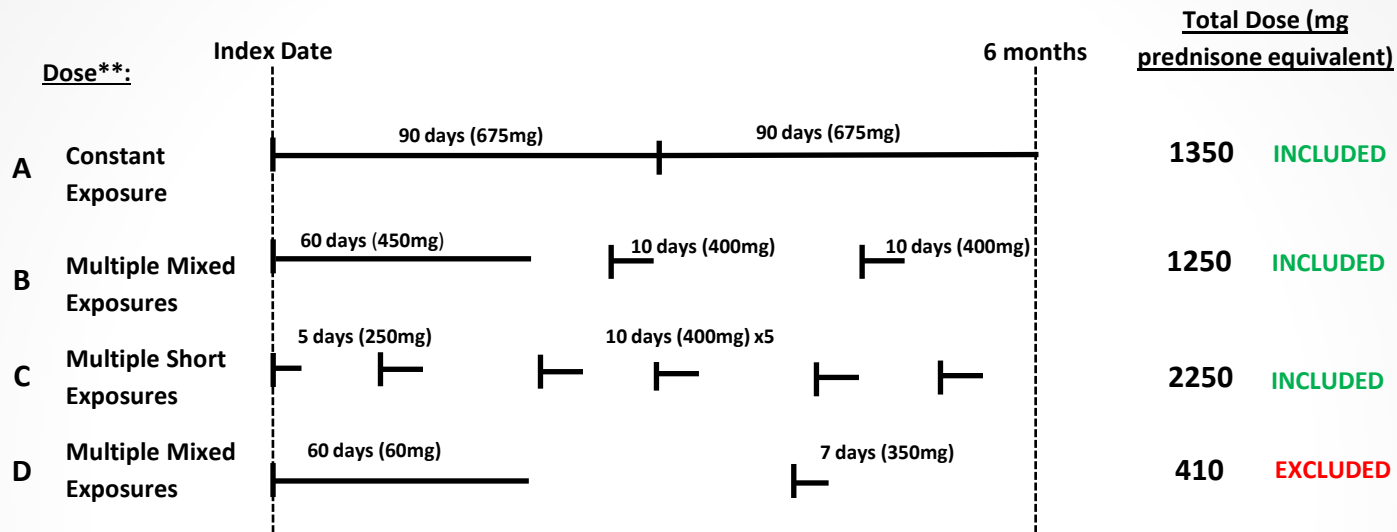 Total Dose (mg
prednisone equivalent)
Index Date
6 months
Dose**:
90 days (675mg)
90 days (675mg)
A
Constant
Exposure
1350
INCLUDED
60 days (450mg)
10 days (400mg)
10 days (400mg)
B
Multiple Mixed
Exposures
1250
INCLUDED
5 days (250mg)
10 days (400mg) x5
C
Multiple Short
Exposures
2250
INCLUDED
60 days (60mg)
7 days (350mg)
D
Multiple Mixed
Exposures
410
EXCLUDED